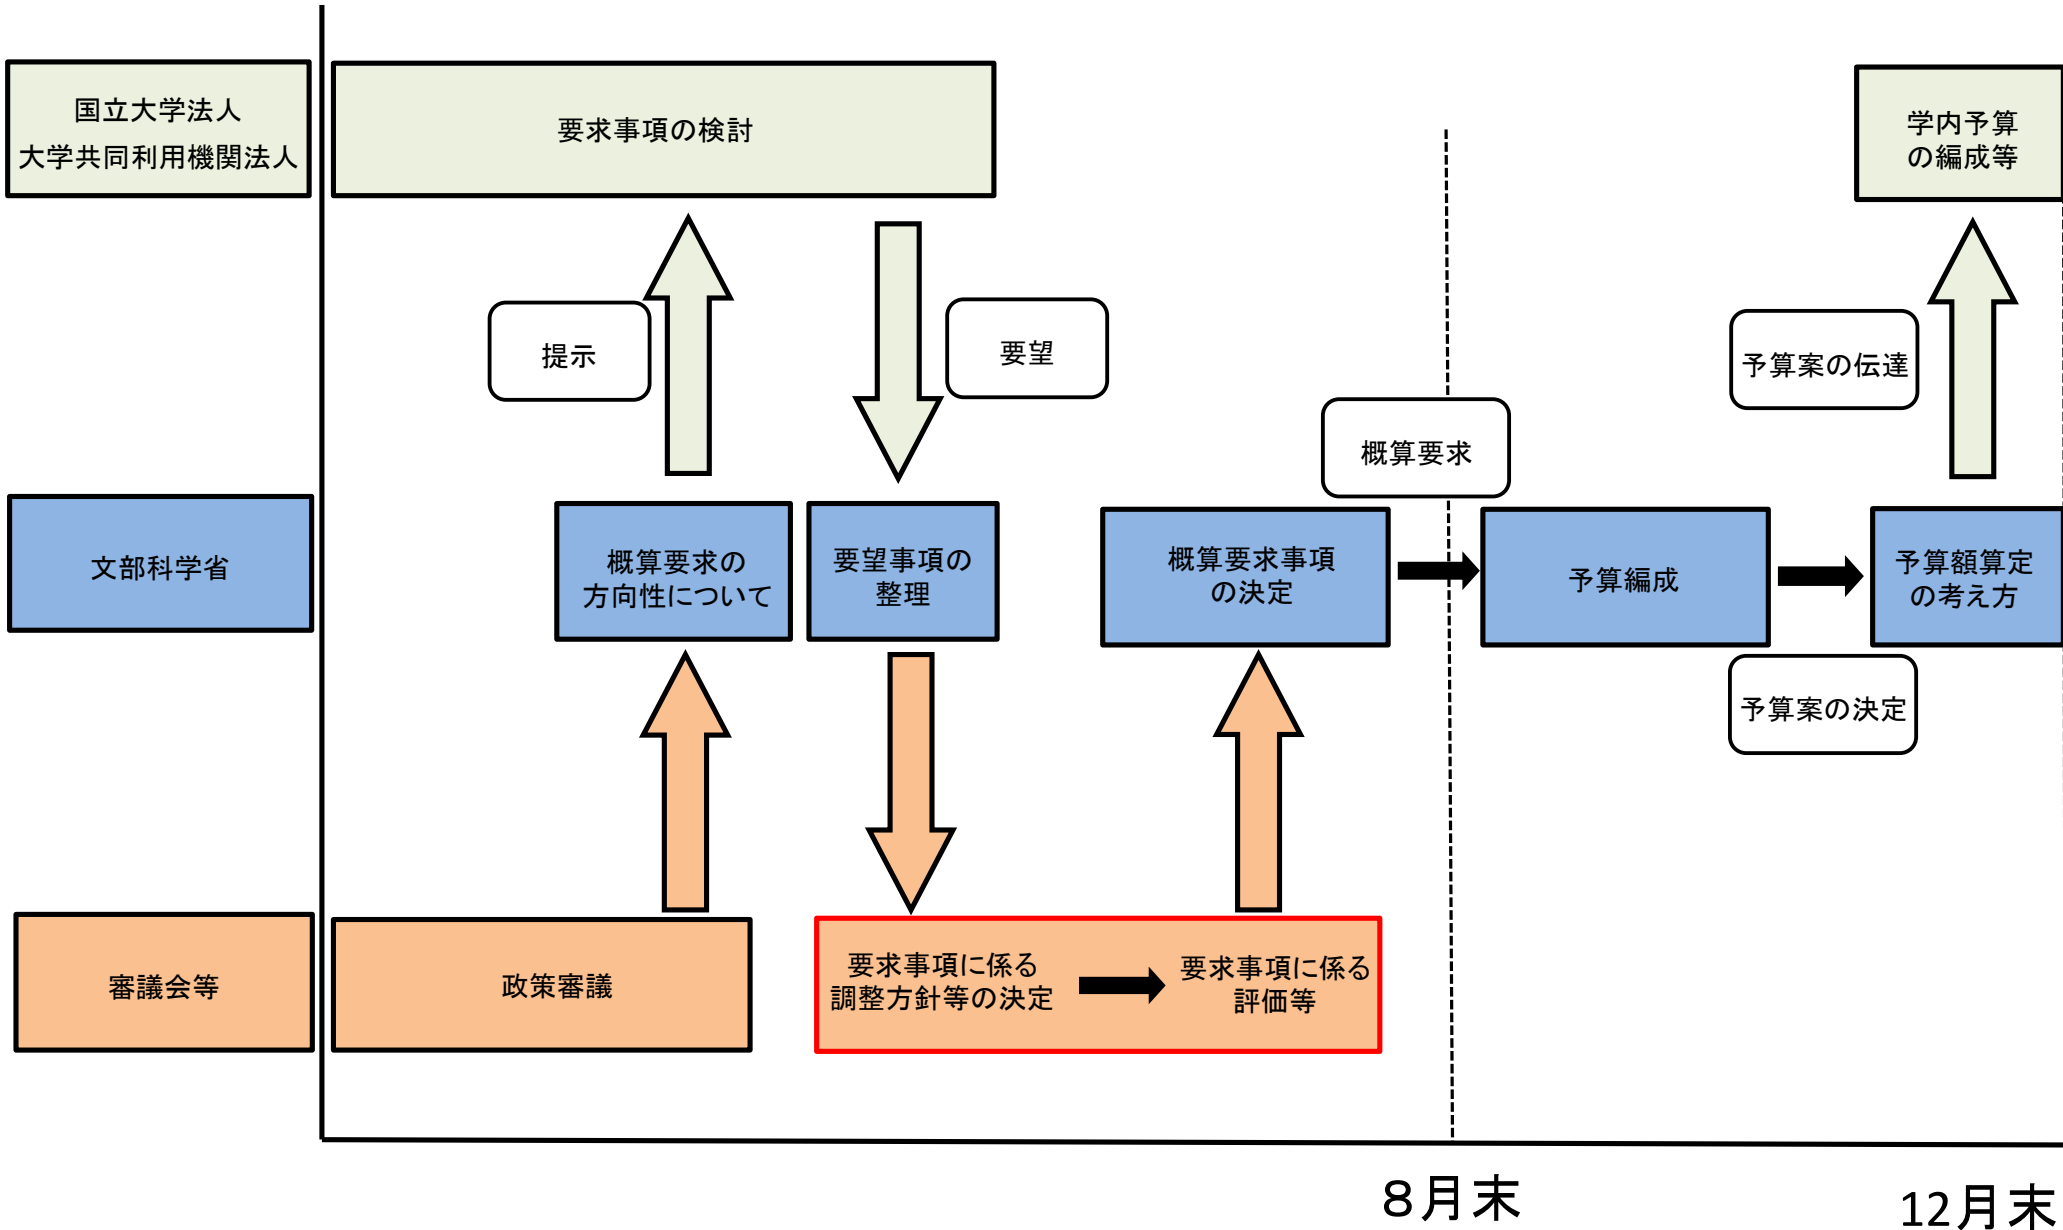 国立大学法人
大学共同利用機関法人
要求事項の検討
学内予算
の編成等
提示
要望
予算案の伝達
概算要求
文部科学省
概算要求の
方向性について
要望事項の
整理
概算要求事項
の決定
予算編成
予算額算定
の考え方
予算案の決定
審議会等
政策審議
要求事項に係る
調整方針等の決定
要求事項に係る
評価等
８月末
12月末